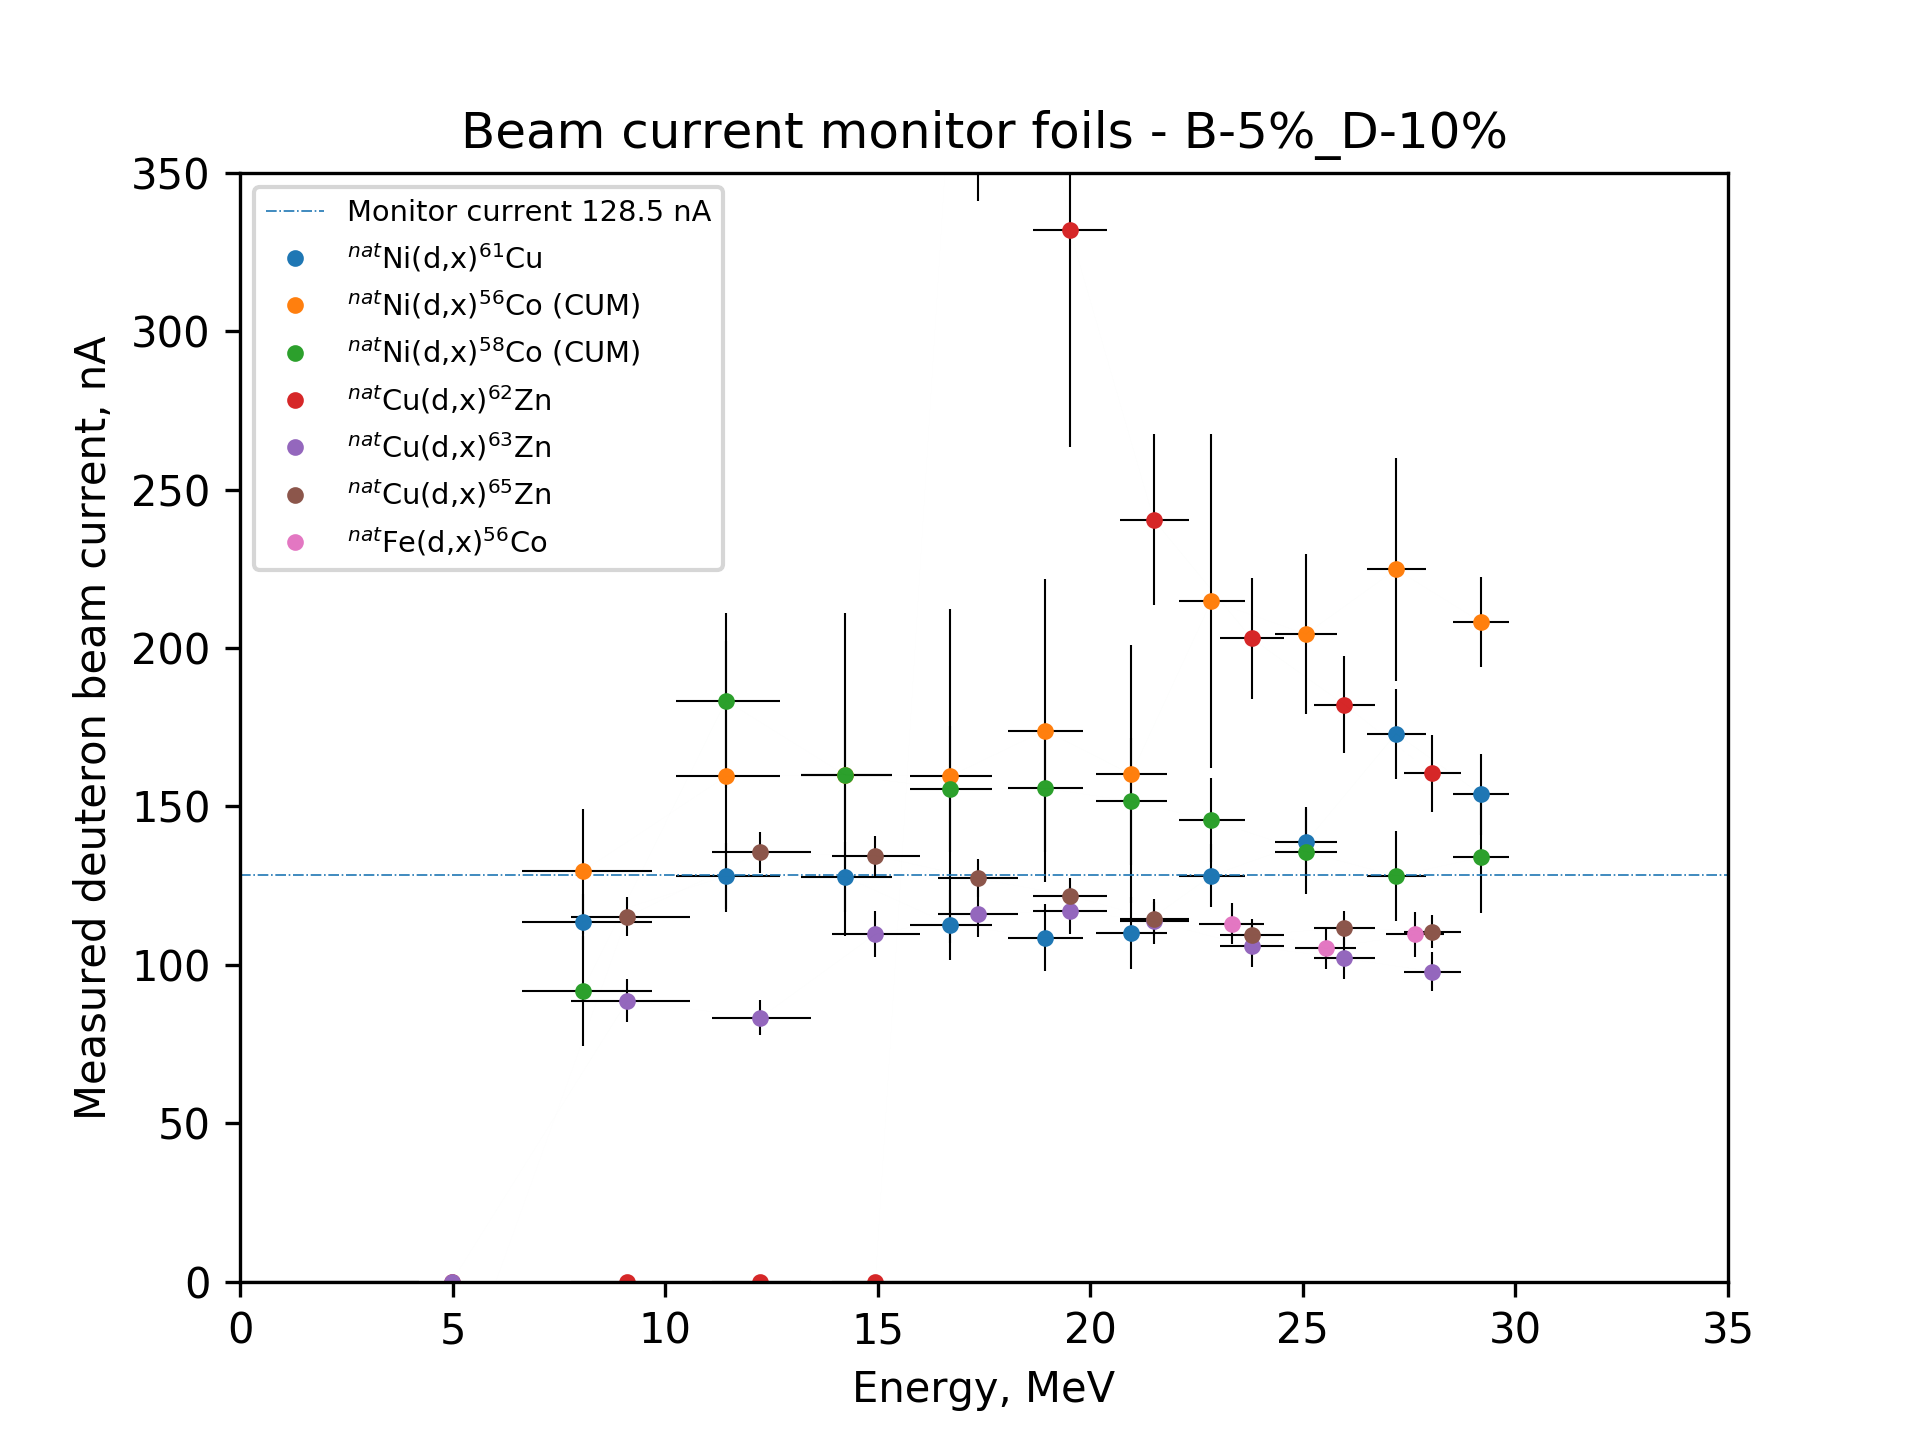 Beam current monitor foils - B-5%_D-10%
350
300
250
200
150
100
50
0
Measured deuteron beam current, nA
Monitor current 128.5 nA
natNi(d,x)61Cu
natNi(d,x)56Co (CUM)
natNi(d,x)58Co (CUM)
natCu(d,x)62Zn
natCu(d,x)63Zn
natCu(d,x)65Zn
natFe(d,x)56Co
0 5 10 15 20 25 30 35
Energy, MeV